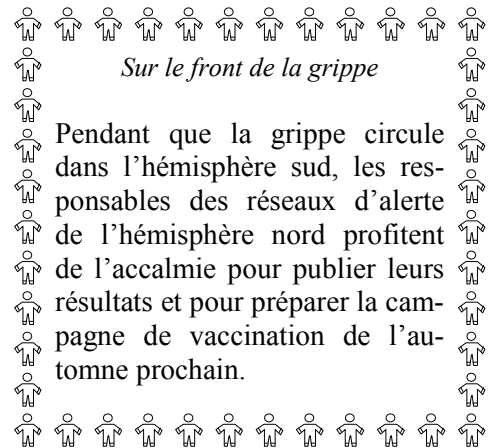 Sur le front de la grippe
Pendant que la grippe circule
dans l’hémisphère sud, les res-
ponsables des réseaux d’alerte
de l’hémisphère nord profitent
de l’accalmie pour publier leurs
résultats et pour préparer la cam-
pagne de vaccination de l’au-
tomne prochain.